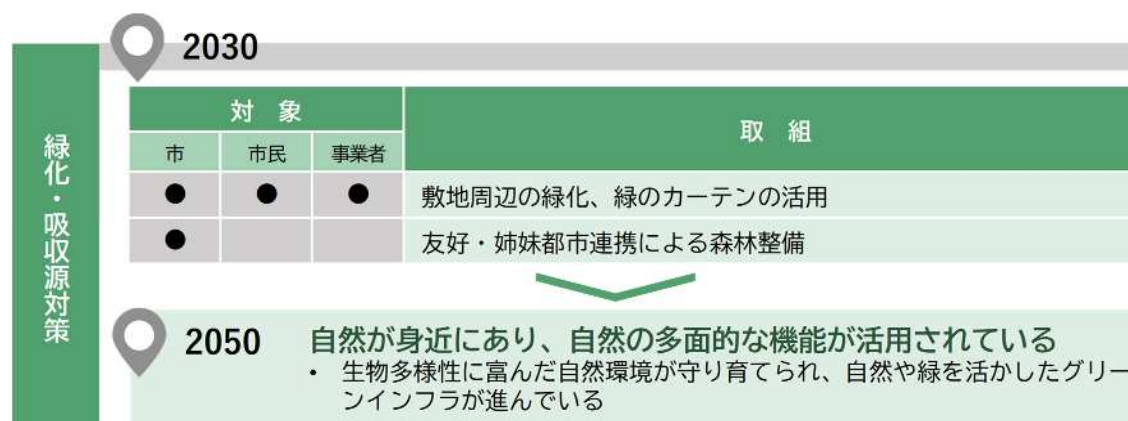 緑化・吸収源対策
2030
対 象
取 組
市 市民 事業者
● ● ● 敷地周辺の緑化、緑のカーテンの活用
● 友好・姉妹都市連携による森林整備
2050 自然が身近にあり、自然の多面的な機能が活用されている
• 生物多様性に富んだ自然環境が守り育てられ、自然や緑を活かしたグリー
ンインフラが進んでいる